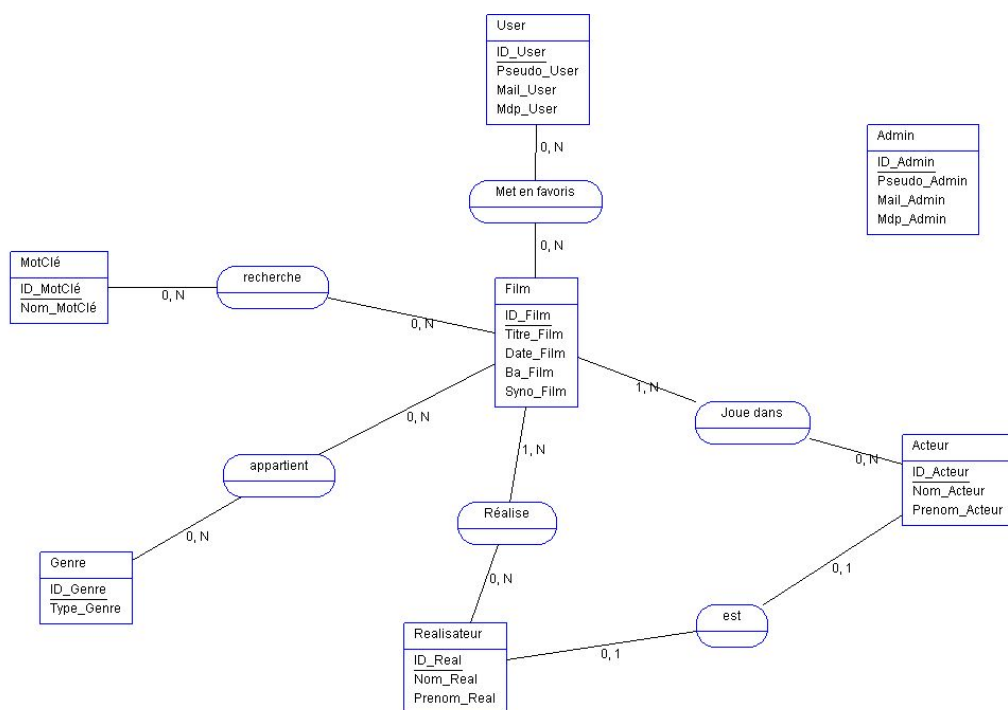 User
ID_User
Pseudo_User
Mail_User
Mdp_User
0, N
Met en favoris
0, N
Admin
ID_Admin
Pseudo_Admin
Mail_Admin
Mdp_Admin
MotClé
ID_MotClé
Nom_MotClé
0, N
recherche
0, N
Film
ID_Film
Titre_Film
Date_Film
Ba_Film
Syno_Film
1, N
Joue dans
0, N
Acteur
ID_Acteur
Nom_Acteur
Prenom_Acteur
0, N
appartient
0, N
Genre
ID_Genre
Type_Genre
1, N
Réalise
0, N
Realisateur
ID_Real
Nom_Real
Prenom_Real
0, 1
est
0, 1